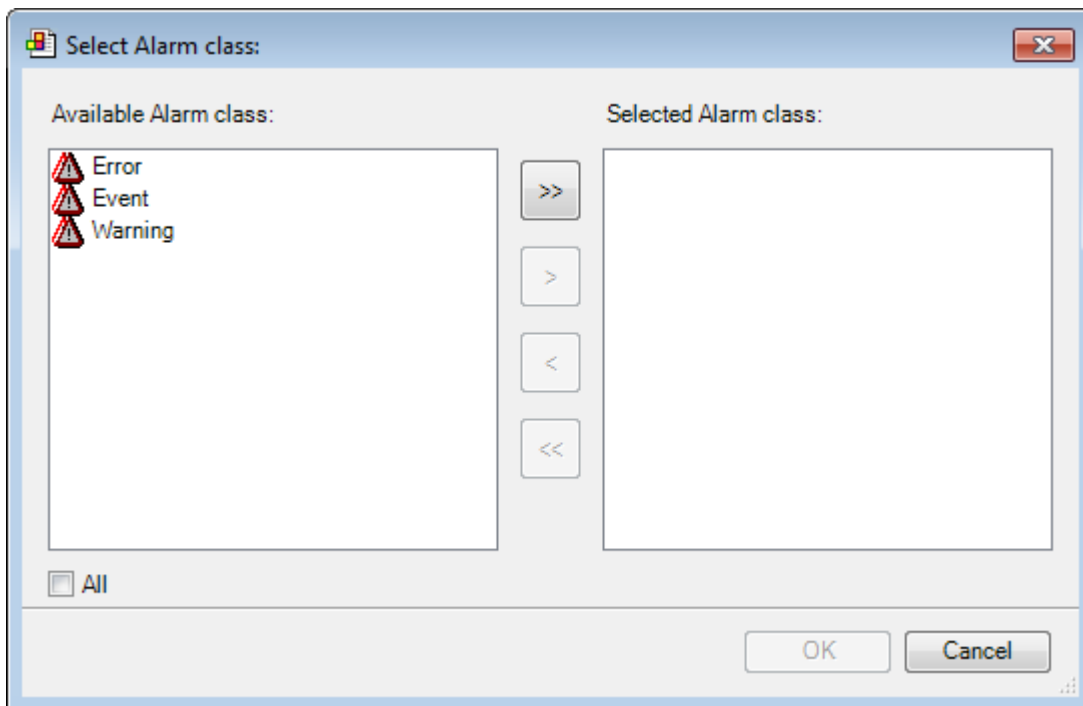 Select Alarm class:
Available Alarm class:
Selected Alarm class:
Error
Event
Warning
>>
>
<
<<
All
OK
Cancel